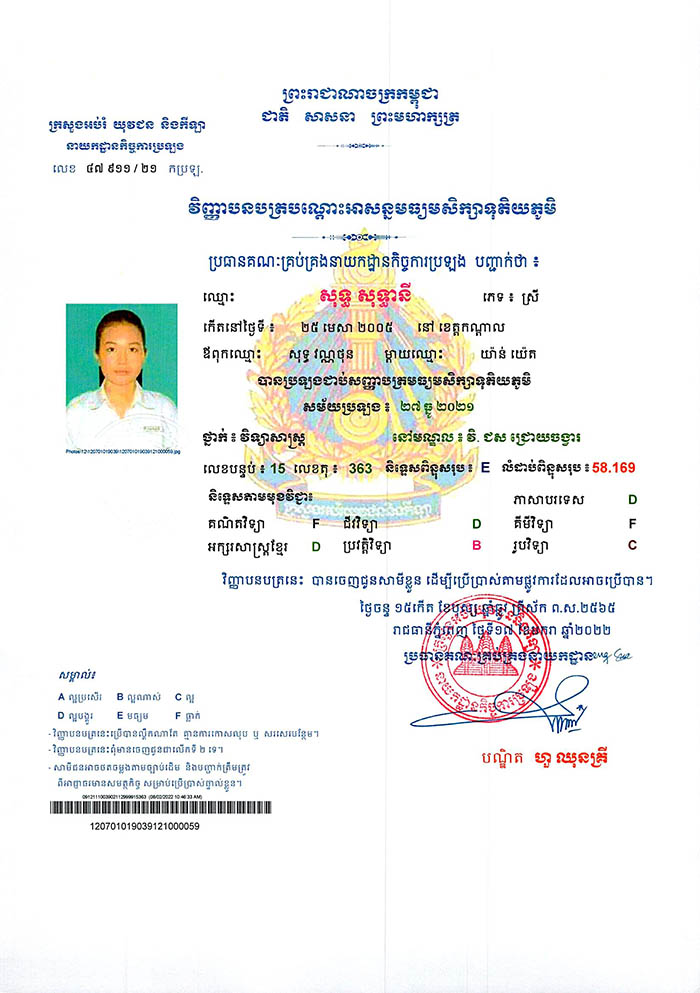 ព្រះរាជាណាចក្រកម្ពុជា
ជាតិ សាសនា ព្រះមហាក្សត្រ
ក្រសួងអប់រំ យុវជន និងកីឡា
នាយកដ្ឋានកិច្ចការប្រឡង
លេខ ៤៧ ៩១១ / ២១ កប្រឡ.
វិញ្ញាបនបត្របណ្តោះអាសន្នមធ្យមសិក្សាទុតិយភូមិ
ប្រធានគណៈគ្រប់គ្រងនាយកដ្ឋានកិច្ចការប្រឡង បញ្ជាក់ថា ៖
ឈ្មោះ សុទ្ធ សុទ្ធានី ភេទ ៖ ស្រី
កើតនៅថ្ងៃទី ៖ ២៥ មេសា ២០០៥ នៅ ខេត្តកណ្តាល
ឪពុកឈ្មោះ សុទ្ធ វណ្ណថុន ម្តាយឈ្មោះ យ៉ាន់ យ៉េត
បានប្រឡងជាប់សញ្ញាបត្រមធ្យមសិក្សាទុតិយភូមិ
សម័យប្រឡង ៖ ២៧ ធ្នូ ២០២១
ថ្នាក់ ៖ វិទ្យាសាស្ត្រ នៅមណ្ឌល ៖ វិ. ជស ជ្រោយចង្វារ
លេខបន្ទប់ ៖ 15 លេខតុ ៖ 363 និទ្ទេសពិន្ទុសរុប ៖ E លំដាប់ពិន្ទុសរុប ៖ 58.169
និទ្ទេសតាមមុខវិជ្ជា៖ ភាសាបរទេស D
គណិតវិទ្យា F ជីវវិទ្យា D គីមីវិទ្យា F
អក្សរសាស្ត្រខ្មែរ D ប្រវត្តិវិទ្យា B រូបវិទ្យា C
Photos/12120701019039121000059.jpg
វិញ្ញាបនបត្រនេះ បានចេញជូនសាមីខ្លួន ដើម្បីប្រើប្រាស់តាមផ្លូវការដែលអាចប្រើបាន។
ថ្ងៃចន្ទ ១៥កើត ខែបុស្ស ឆ្នាំឆ្លូវ ត្រីស័ក ព.ស.២៥៦៥
រាជធានីភ្នំពេញ ថ្ងៃទី១៧ ខែមករា ឆ្នាំ២០២២
ប្រធានគណៈគ្រប់គ្រងនាយកដ្ឋាន
នាយកដ្ឋានកិច្ចការប្រឡង
បណ្ឌិត ហួ ឈុនគ្រី
សម្គាល់៖
A ល្អប្រសើរ B ល្អណាស់ C ល្អ
D ល្អបង្គួរ E មធ្យម F ធ្លាក់
- វិញ្ញាបនបត្រនេះប្រើបានលុះណាតែ គ្មានការកោសលុប ឬ សរសេរបន្ថែម។
- វិញ្ញាបនបត្រនេះពុំមានចេញជូនជាលើកទី ២ ទេ។
- សាមីជនអាចថតចម្លងតាមច្បាប់ដើម និងបញ្ជាក់ត្រឹមត្រូវ
ពីអាជ្ញាធរមានសមត្ថកិច្ច សម្រាប់ប្រើប្រាស់ផ្ទាល់ខ្លួន។
120701019039121000059